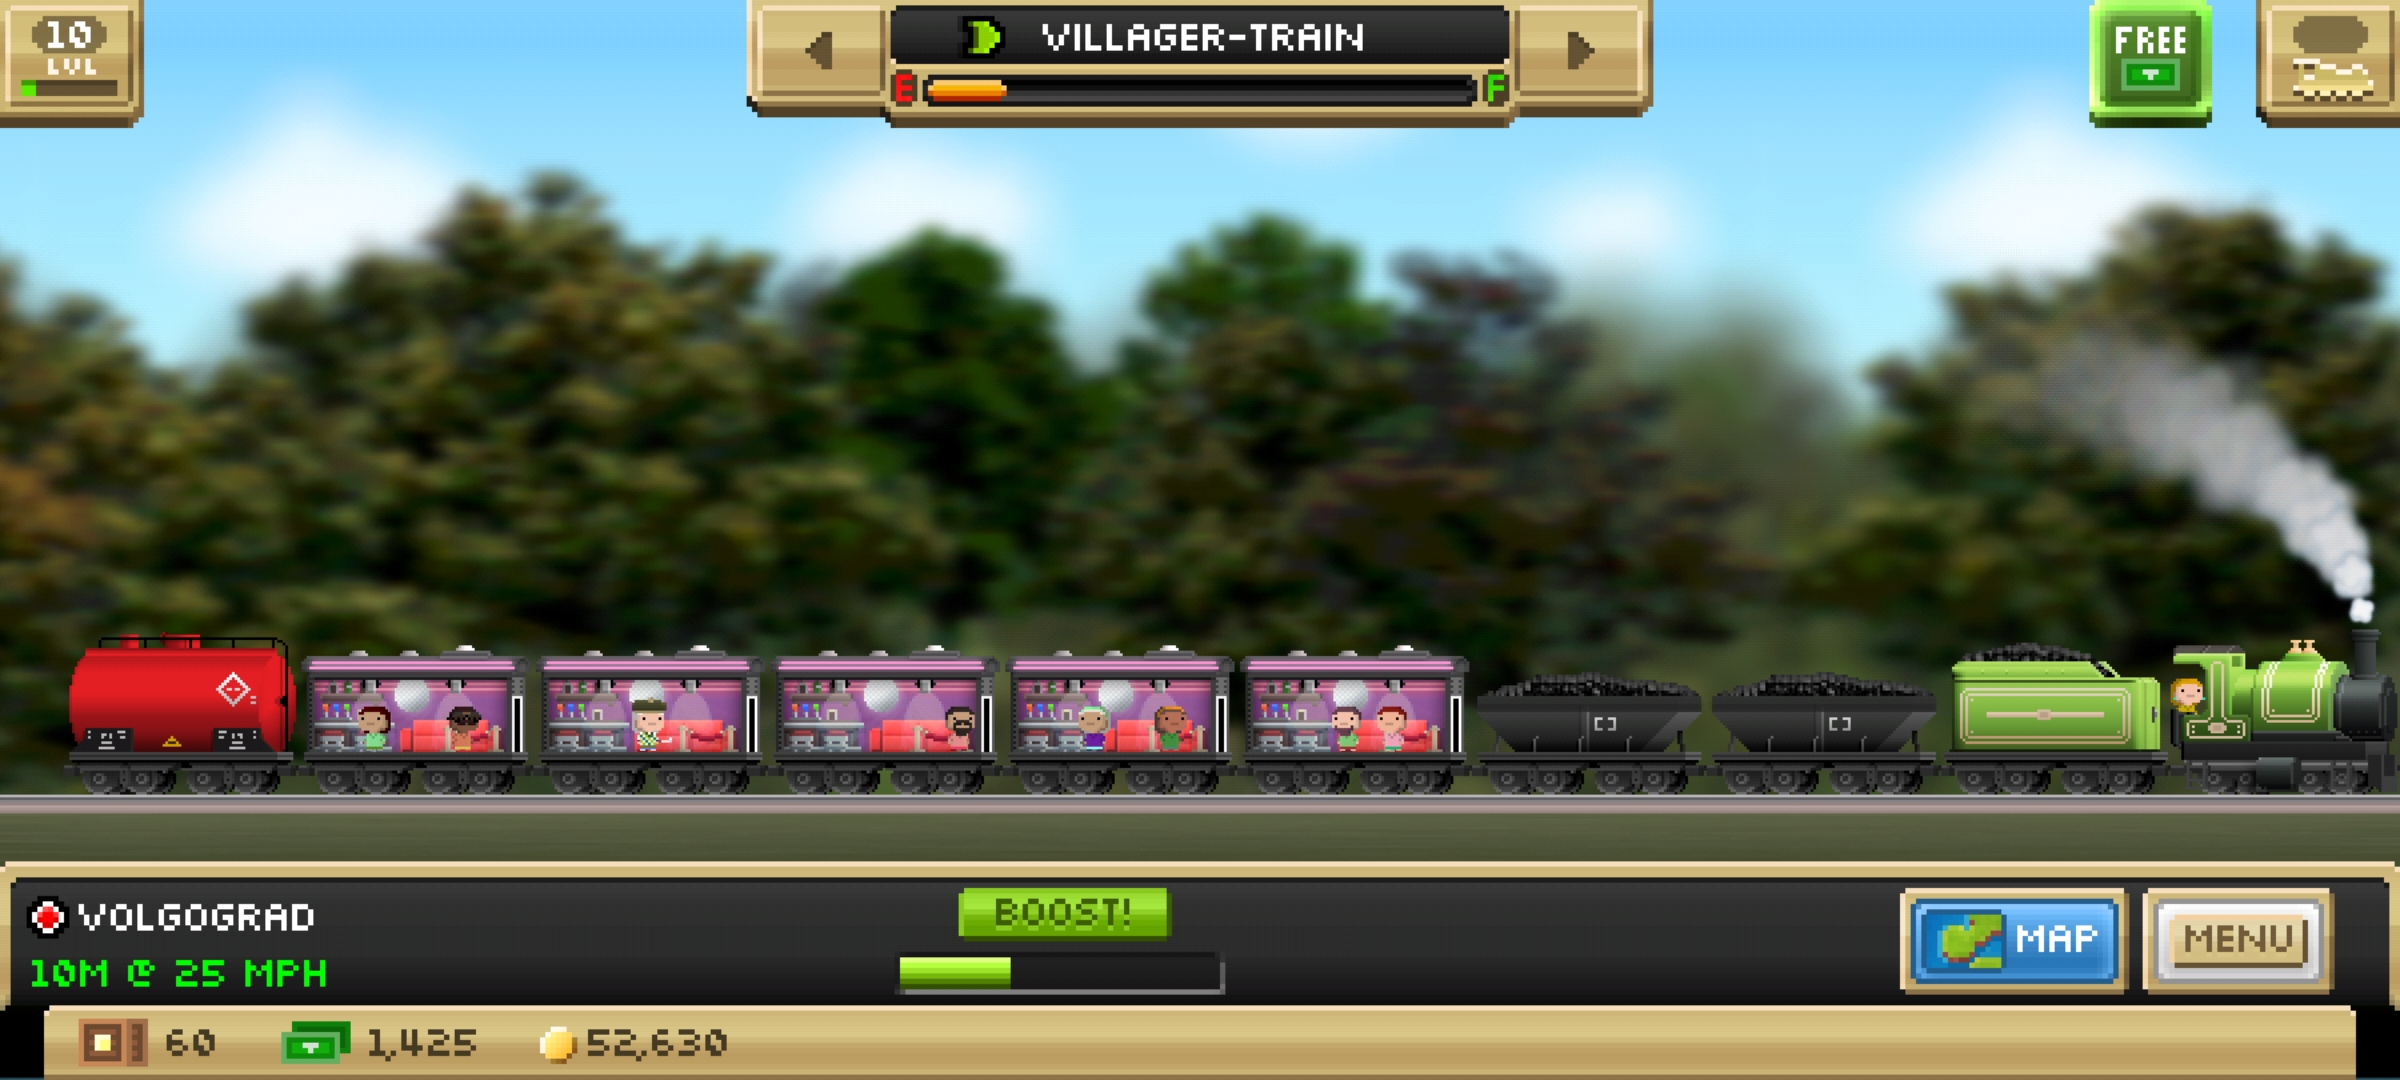 10
LVL
VILLAGER-TRAIN
E
F
FREE
VOLGOGRAD
BOOST!
10M @ 25 MPH
MAP
MENU
60
1,425
52,630